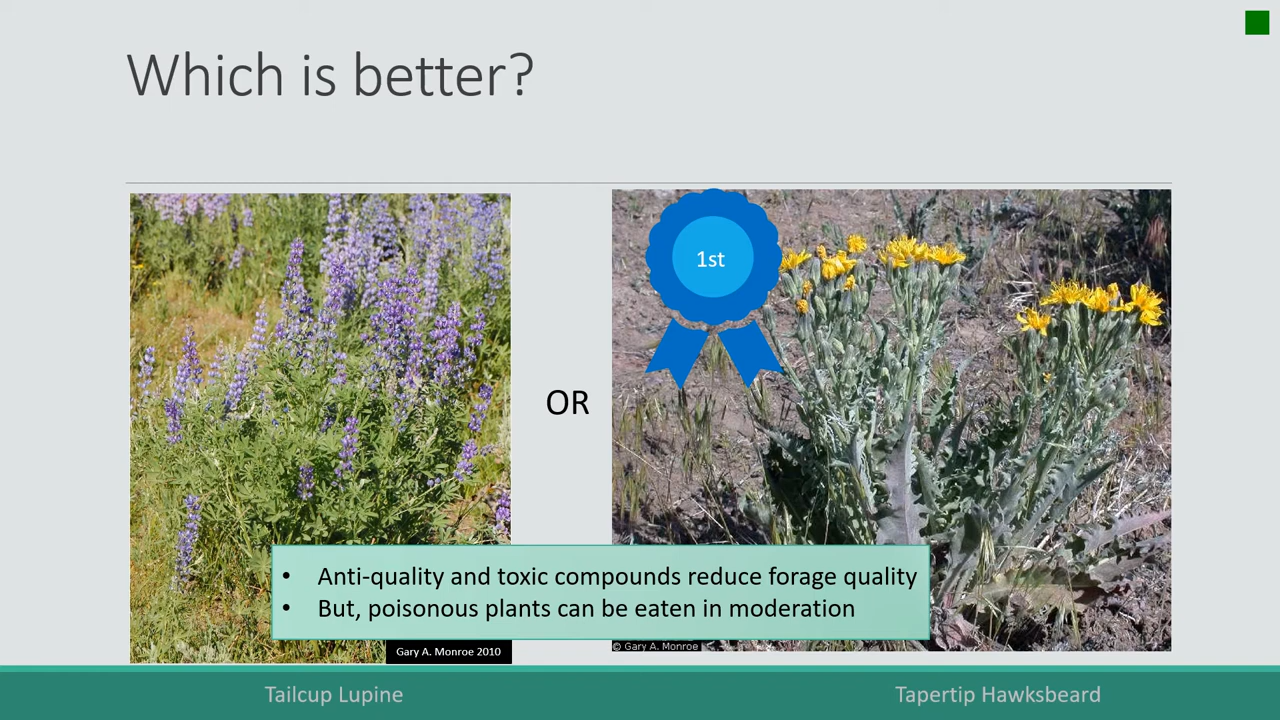 Which is better?
1st
OR
• Anti-quality and toxic compounds reduce forage quality
• But, poisonous plants can be eaten in moderation
Gary A. Monroe 2010
© Gary A. Monroe
Tailcup Lupine
Tapertip Hawksbeard